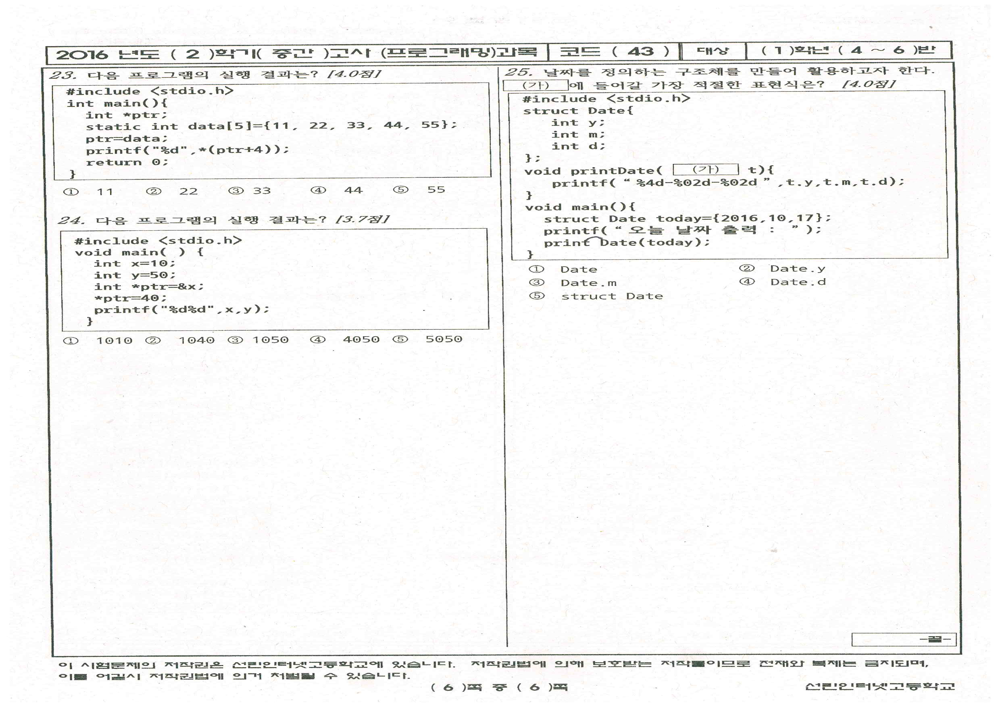 2016 년도 ( 2 )학기( 중간 )고사 (프로그래밍)과목 코드 ( 43 ) 대상 ( 1 )학년 ( 4 ~ 6 )반
23. 다음 프로그램의 실행 결과는? [4.0점]
#include <stdio.h>
int main(){
int *ptr;
static int data[5]={11, 22, 33, 44, 55};
ptr=data;
printf("%d",*(ptr+4));
return 0;
}
① 11 ② 22 ③ 33 ④ 44 ⑤ 55
24. 다음 프로그램의 실행 결과는? [3.7점]
#include <stdio.h>
void main( ) {
int x=10;
int y=50;
int *ptr=&x;
*ptr=40;
printf("%d%d",x,y);
}
① 1010 ② 1040 ③ 1050 ④ 4050 ⑤ 5050
25. 날짜를 정의하는 구조체를 만들어 활용하고자 한다.
(가) 에 들어갈 가장 적절한 표현식은? [4.0점]
#include <stdio.h>
struct Date{
int y;
int m;
int d;
};
void printDate( (가) t){
printf( “ %4d-%02d-%02d ” ,t.y,t.m,t.d);
}
void main(){
struct Date today={2016,10,17};
printf( “ 오늘 날짜 출력 : ” );
print Date(today);
}
① Date ② Date.y
③ Date.m ④ Date.d
⑤ struct Date
-끝-
이 시험문제의 저작권은 선린인터넷고등학교에 있습니다. 저작권법에 의해 보호받는 저작물이므로 전재와 복제는 금지되며,
이를 어길시 저작권법에 의거 처벌될 수 있습니다.
( 6 )쪽 중 ( 6 )쪽
선린인터넷고등학교